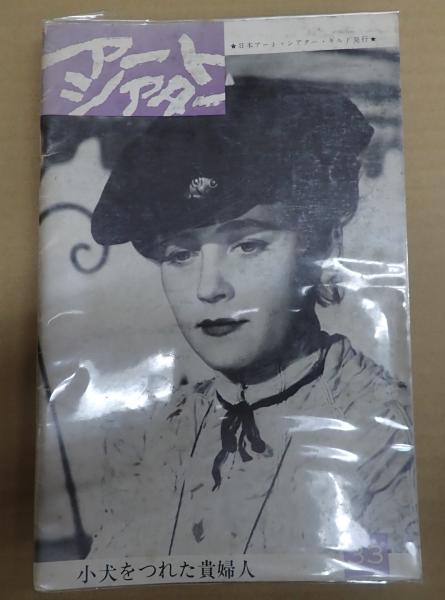 アート
シアター
★日本アート・シアター・ギルド発行★
小犬をつれた貴婦人
33